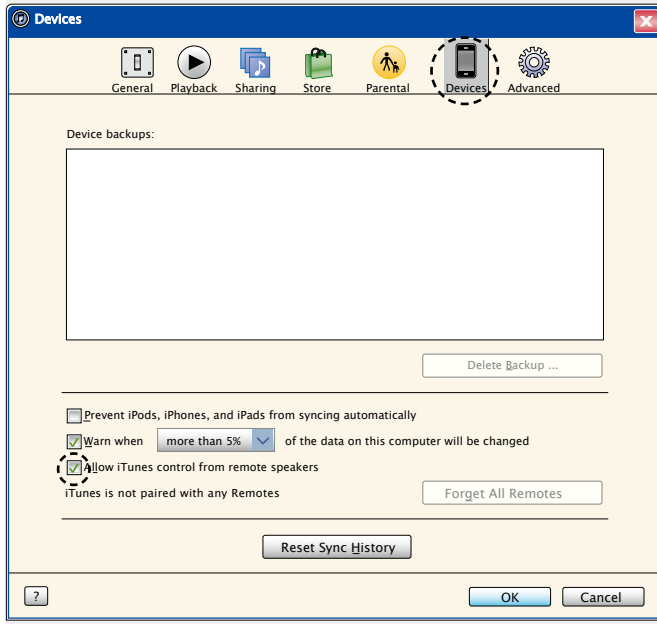 Devices
General Playback Sharing Store Parental Devices Advanced
Device backups:
Delete Backup ...
Prevent iPods, iPhones, and iPads from syncing automatically
Warn when more than 5% of the data on this computer will be changed
Allow iTunes control from remote speakers
iTunes is not paired with any Remotes Forget All Remotes
Reset Sync History
? OK Cancel